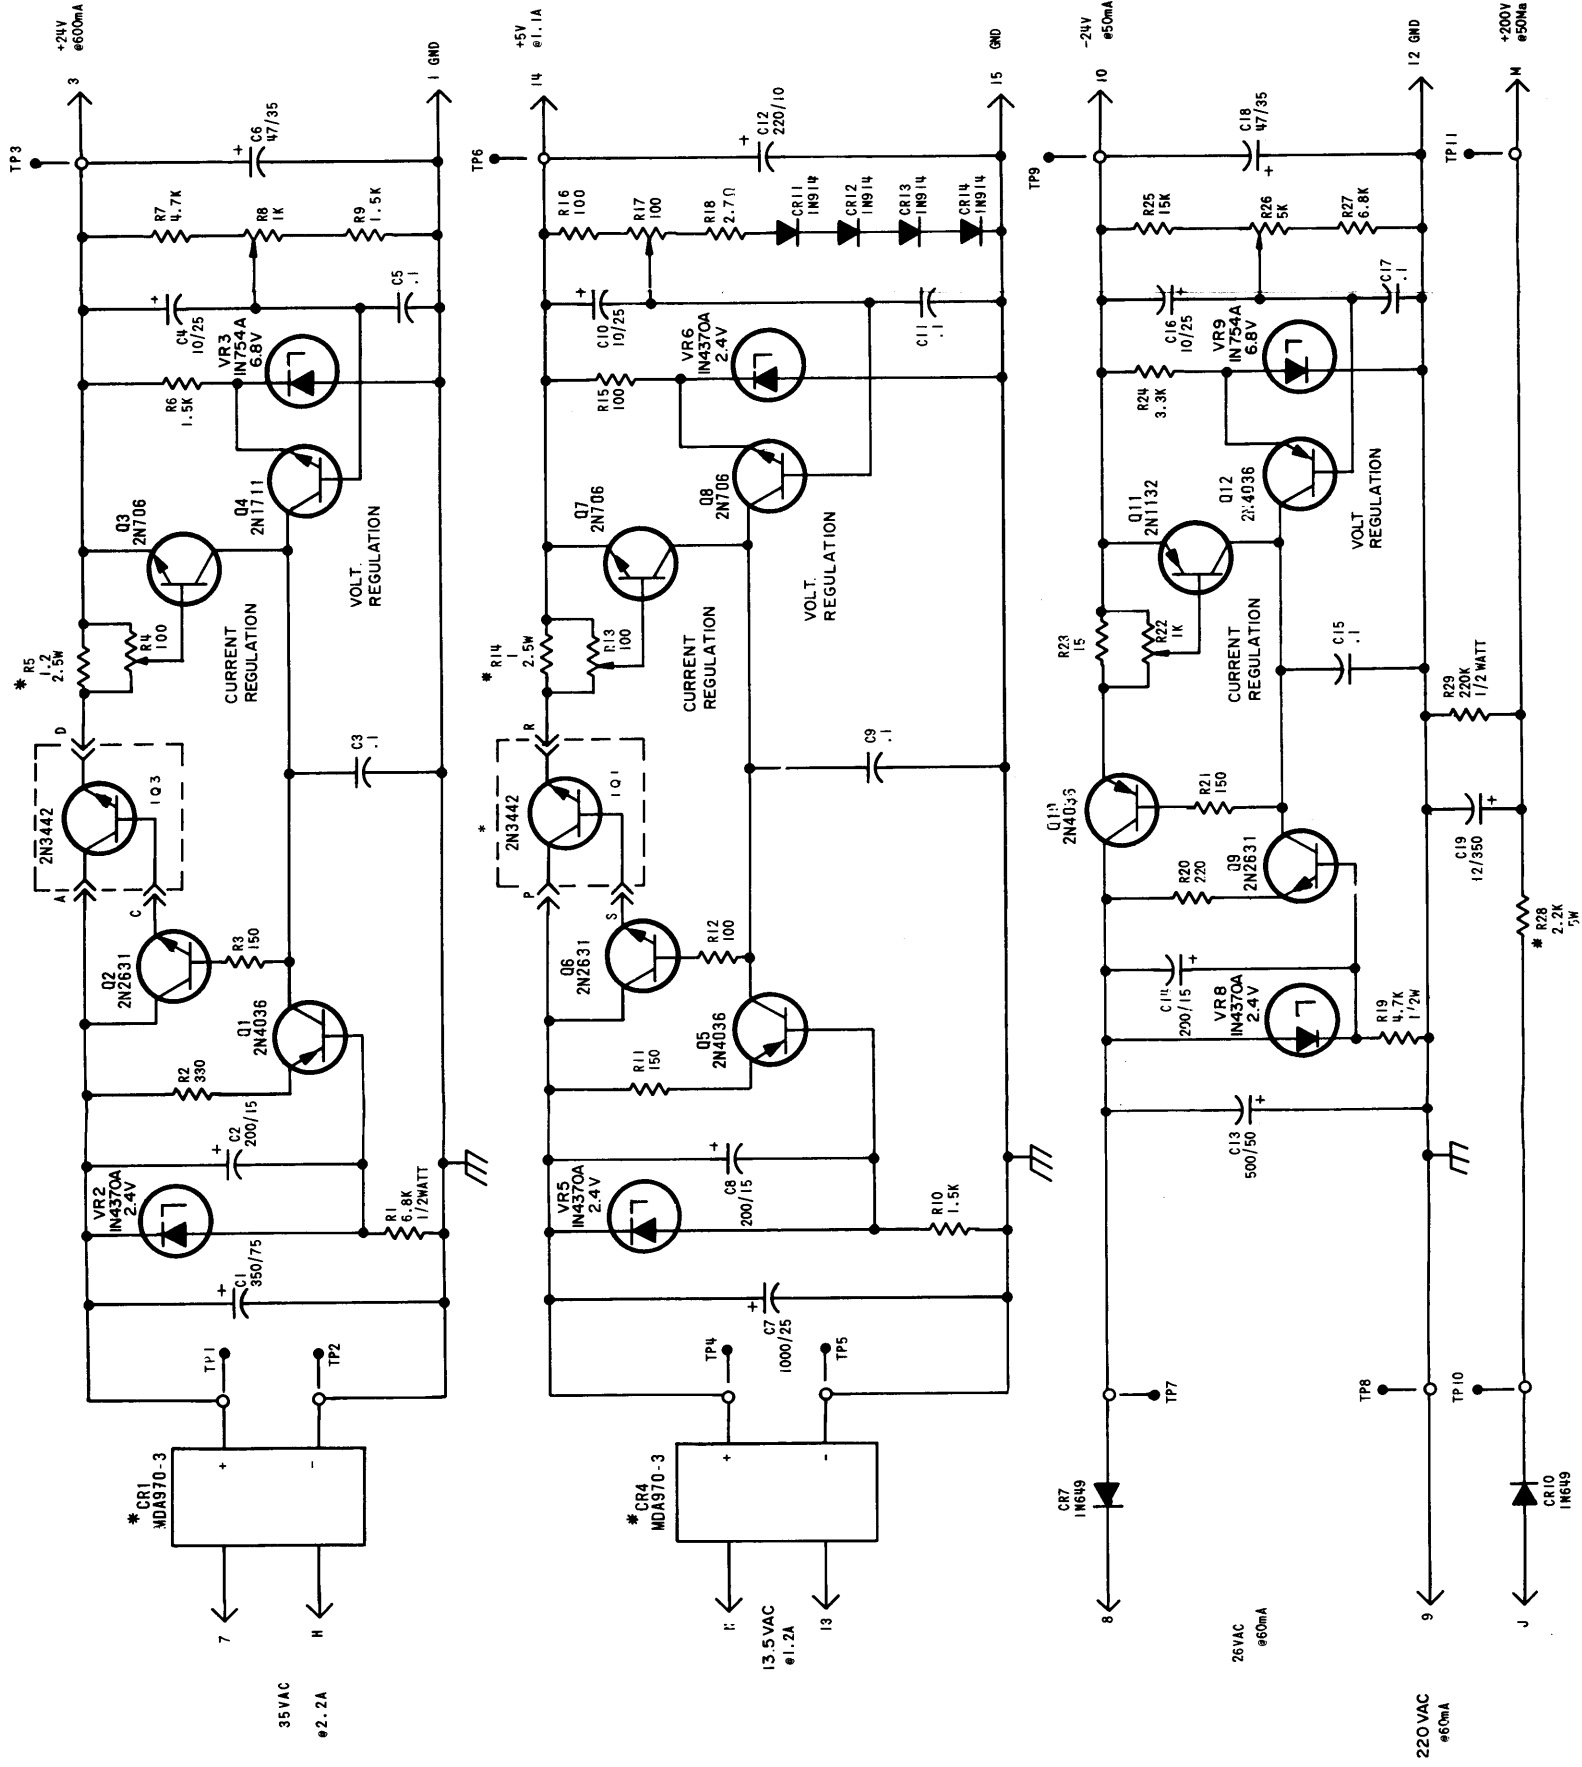 +24V
@600mA
3
1 GND
TP3
C6
47/35
R7
4.7K
R8
1K
R9
1.5K
C4
10/25
C5
.1
VR3
IN754A
6.8V
R6
1.5K
Q3
2N706
Q4
2N1711
VOLT.
REGULATION
* R5
1.2
2.5W
R4
100
CURRENT
REGULATION
D
2N3442
1Q3
A
C
C3
.1
Q2
2N2631
R3
150
Q1
2N4036
R2
330
C2
200/15
VR2
IN4370A
2.4V
R1
6.8K
1/2WATT
C1
350/75
TP1
TP2
* CR1
MDA970-3
+
-
7
H
35VAC
@2.2A
+5V
@1.1A
14
15 GND
TP6
C12
220/10
R16
100
R17
100
R18
2.7Ω
CR11
1N914
CR12
1N914
CR13
1N914
CR14
1N914
C10
10/25
C11
.1
VR6
IN4370A
2.4V
R15
100
Q7
2N706
Q8
2N706
VOLT.
REGULATION
* R14
1
2.5W
R13
100
CURRENT
REGULATION
R
*
2N3442
1Q1
P
S
C9
.1
Q6
2N2631
R12
100
Q5
2N4036
R11
150
C8
200/15
VR5
IN4370A
2.4V
R10
1.5K
C7
1000/25
TP4
TP5
* CR4
MDA970-3
+
-
13
13.5VAC
@1.2A
-24V
@50mA
10
12 GND
+200V
@50Ma
M
TP9
C18
47/35
TP11
R25
15K
R26
5K
R27
6.8K
C16
10/25
C17
.1
VR9
IN754A
6.8V
R24
3.3K
Q11
2N1132
Q12
2N4036
VOLT
REGULATION
R23
15
R22
1K
CURRENT
REGULATION
C15
.1
R29
220K
1/2 WATT
2N4036
R21
150
R20
220
Q9
2N2631
C19
12/350
* R28
2.2K
5W
C14
200/15
VR8
IN4370A
2.4V
R19
4.7K
1/2W
C13
500/50
TP7
TP8
TP10
CR7
1N649
CR10
1N649
8
9
J
26VAC
@60mA
220VAC
@60mA